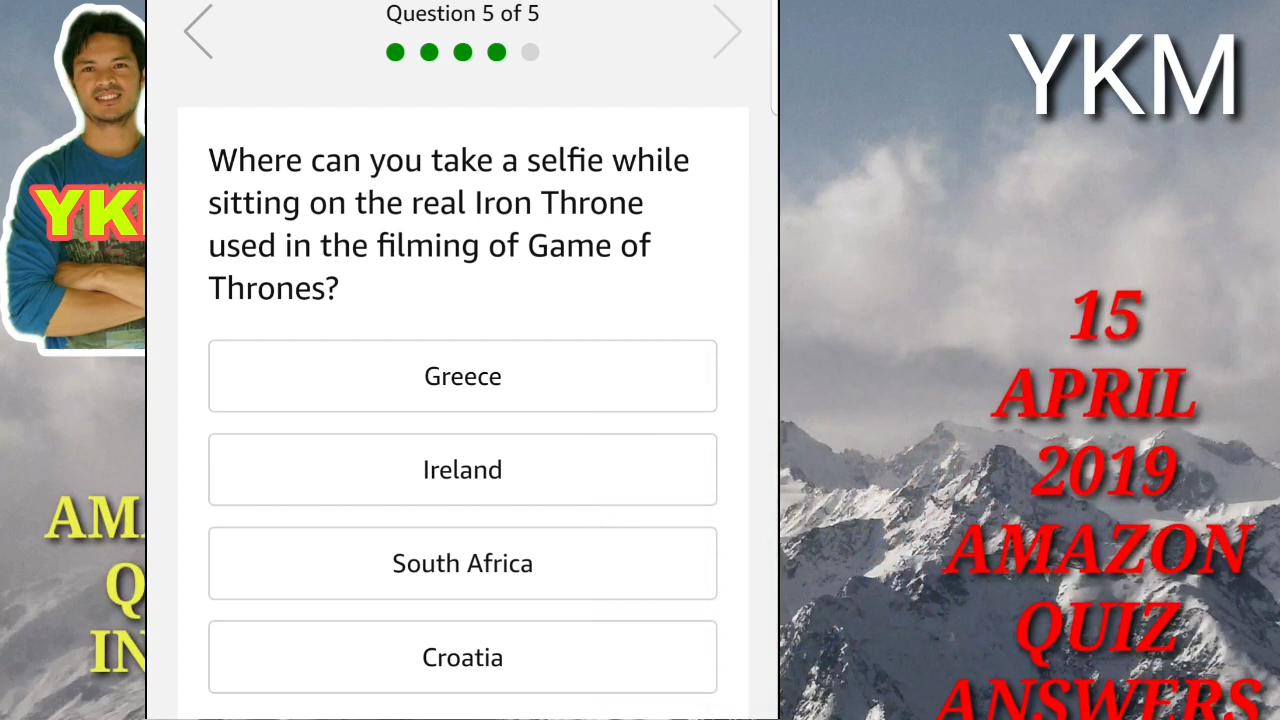 Question 5 of 5
Where can you take a selfie while
sitting on the real Iron Throne
used in the filming of Game of
Thrones?
Greece
Ireland
South Africa
Croatia
YKM
15
APRIL
2019
AMAZON
QUIZ
ANSWERS